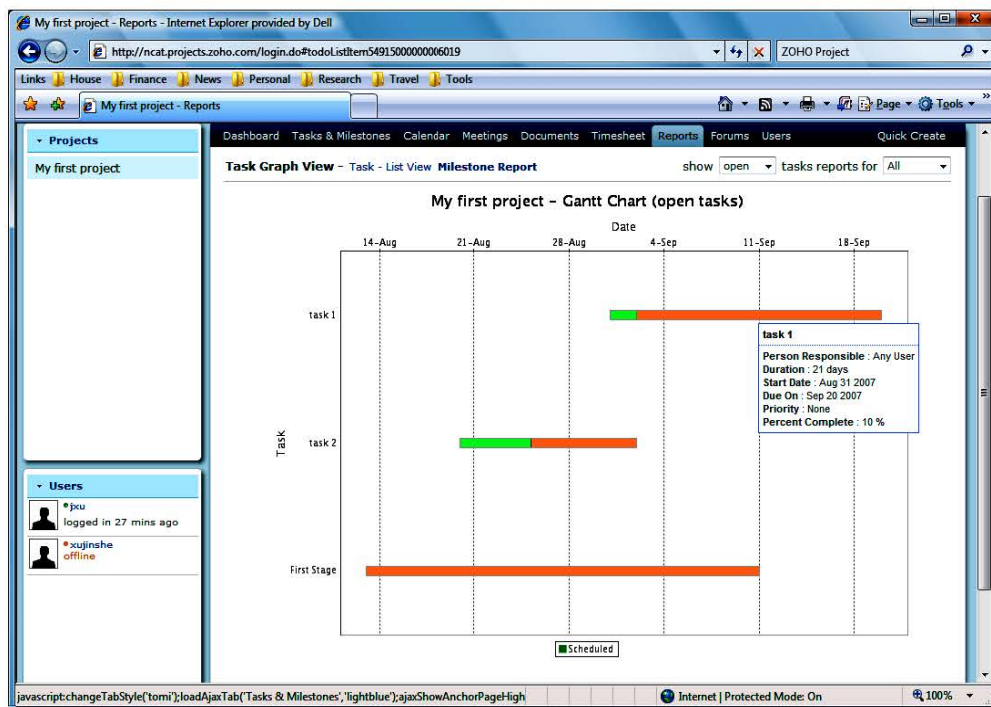 My first project - Reports - Internet Explorer provided by Dell
http://ncat.projects.zoho.com/login.do#todoListItem54915000000006019
ZOHO Project
Links House Finance News Personal Research Travel Tools
My first project - Reports
Page Tools
Projects
My first project
Dashboard Tasks & Milestones Calendar Meetings Documents Timesheet Reports Forums Users Quick Create
Task Graph View - Task - List View Milestone Report show open tasks reports for All
My first project - Gantt Chart (open tasks)
Date
14-Aug 21-Aug 28-Aug 4-Sep 11-Sep 18-Sep
task 1
task 1
Person Responsible : Any User
Duration : 21 days
Start Date : Aug 31 2007
Due On : Sep 20 2007
Priority : None
Percent Complete : 10 %
Task
task 2
First Stage
Scheduled
Users
jxu
logged in 27 mins ago
xujinshe
offline
javascript:changeTabStyle('tomi');loadAjaxTab('Tasks & Milestones','lightblue');ajaxShowAnchorPageHigh
Internet | Protected Mode: On
100%